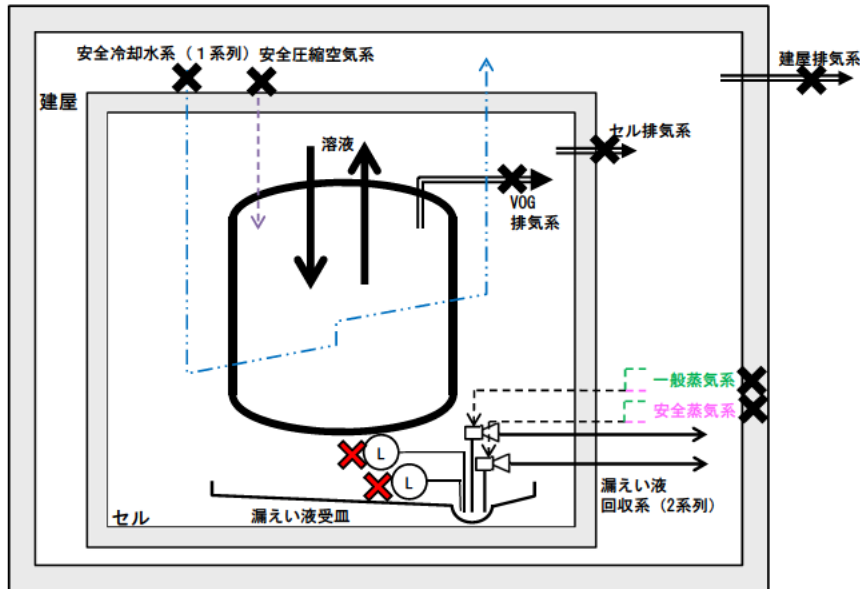 安全冷却水系（１系列）
安全圧縮空気系
建屋排気系
建屋
セル排気系
溶液
VOG
排気系
一般蒸気系
安全蒸気系
L
L
漏えい液
回収系（2系列）
セル
漏えい液受皿